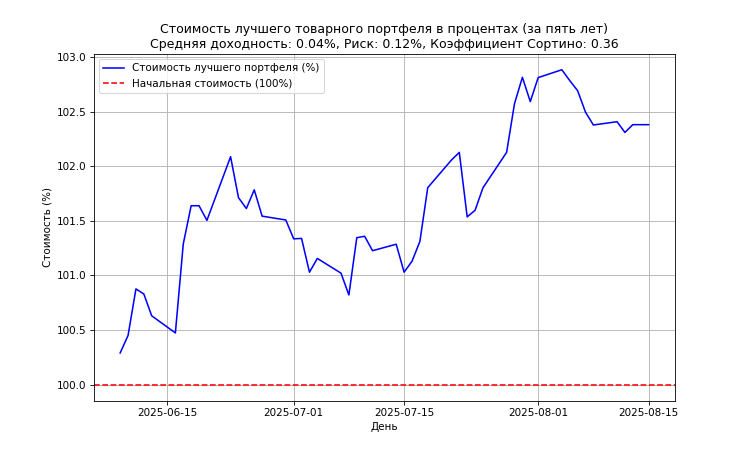 Стоимость лучшего товарного портфеля в процентах (за пять лет)
Средняя доходность: 0.04%, Риск: 0.12%, Коэффициент Сортино: 0.36
Стоимость лучшего портфеля (%)
Начальная стоимость (100%)
Стоимость (%)
103.0
102.5
102.0
101.5
101.0
100.5
100.0
2025-06-15
2025-07-01
2025-07-15
2025-08-01
2025-08-15
День